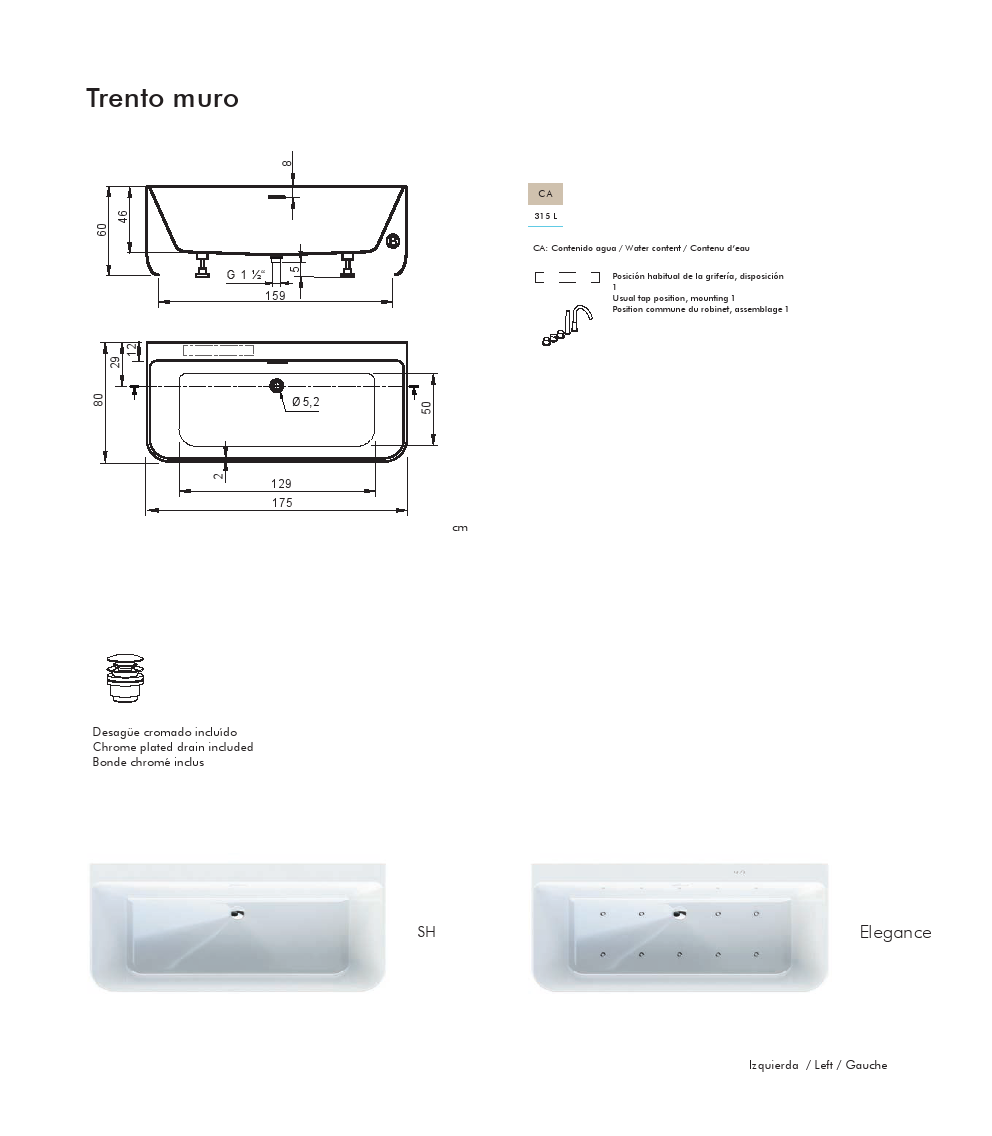 Trento muro
8
60
46
G 1 ½“
5
159
CA
315 L
CA: Contenido agua / Water content / Contenu d’eau
Posición habitual de la grifería, disposición
1
Usual tap position, mounting 1
Position commune du robinet, assemblage 1
12
29
80
Ø 5,2
50
2
129
175
cm
Desagüe cromado incluído
Chrome plated drain included
Bonde chromé inclus
SH
Elegance
Izquierda / Left / Gauche